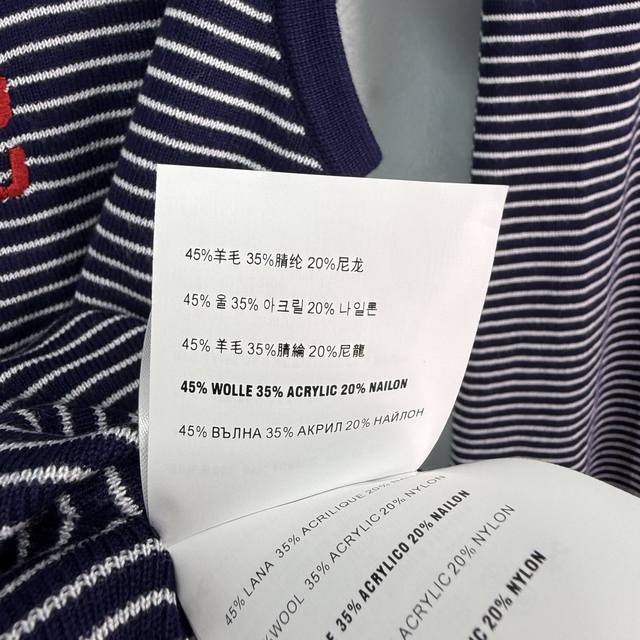 45%羊毛 35%腈纶 20%尼龙
45% 울 35% 아크릴 20% 나일론
45% 羊毛 35%腈綸 20%尼龍
45% WOLLE 35% ACRYLIC 20% NAILON
45% ВЪЛНА 35% АКРИЛ 20% НАЙЛОН
45% LANA 35% ACRILIQUE 20%
WOOL 35% ACRYLIC 20% NYLON
35% ACRYLICO 20% NAILON
ACRYLIC 20% NYLON
20% NYLON